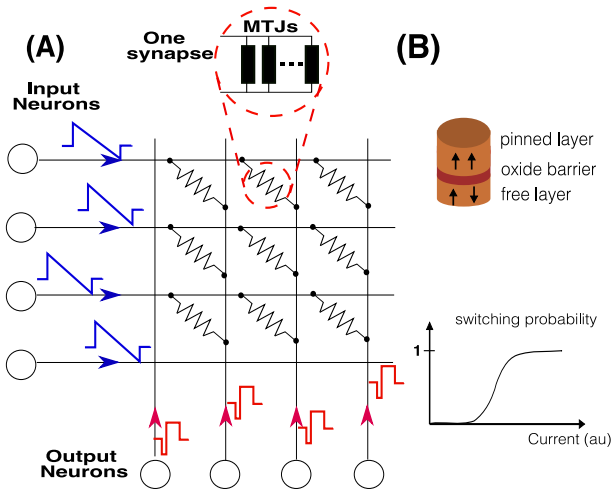 (A)
One
synapse
MTJs
(B)
Input
Neurons
pinned layer
oxide barrier
free layer
switching probability
1
Current (au)
Output
Neurons